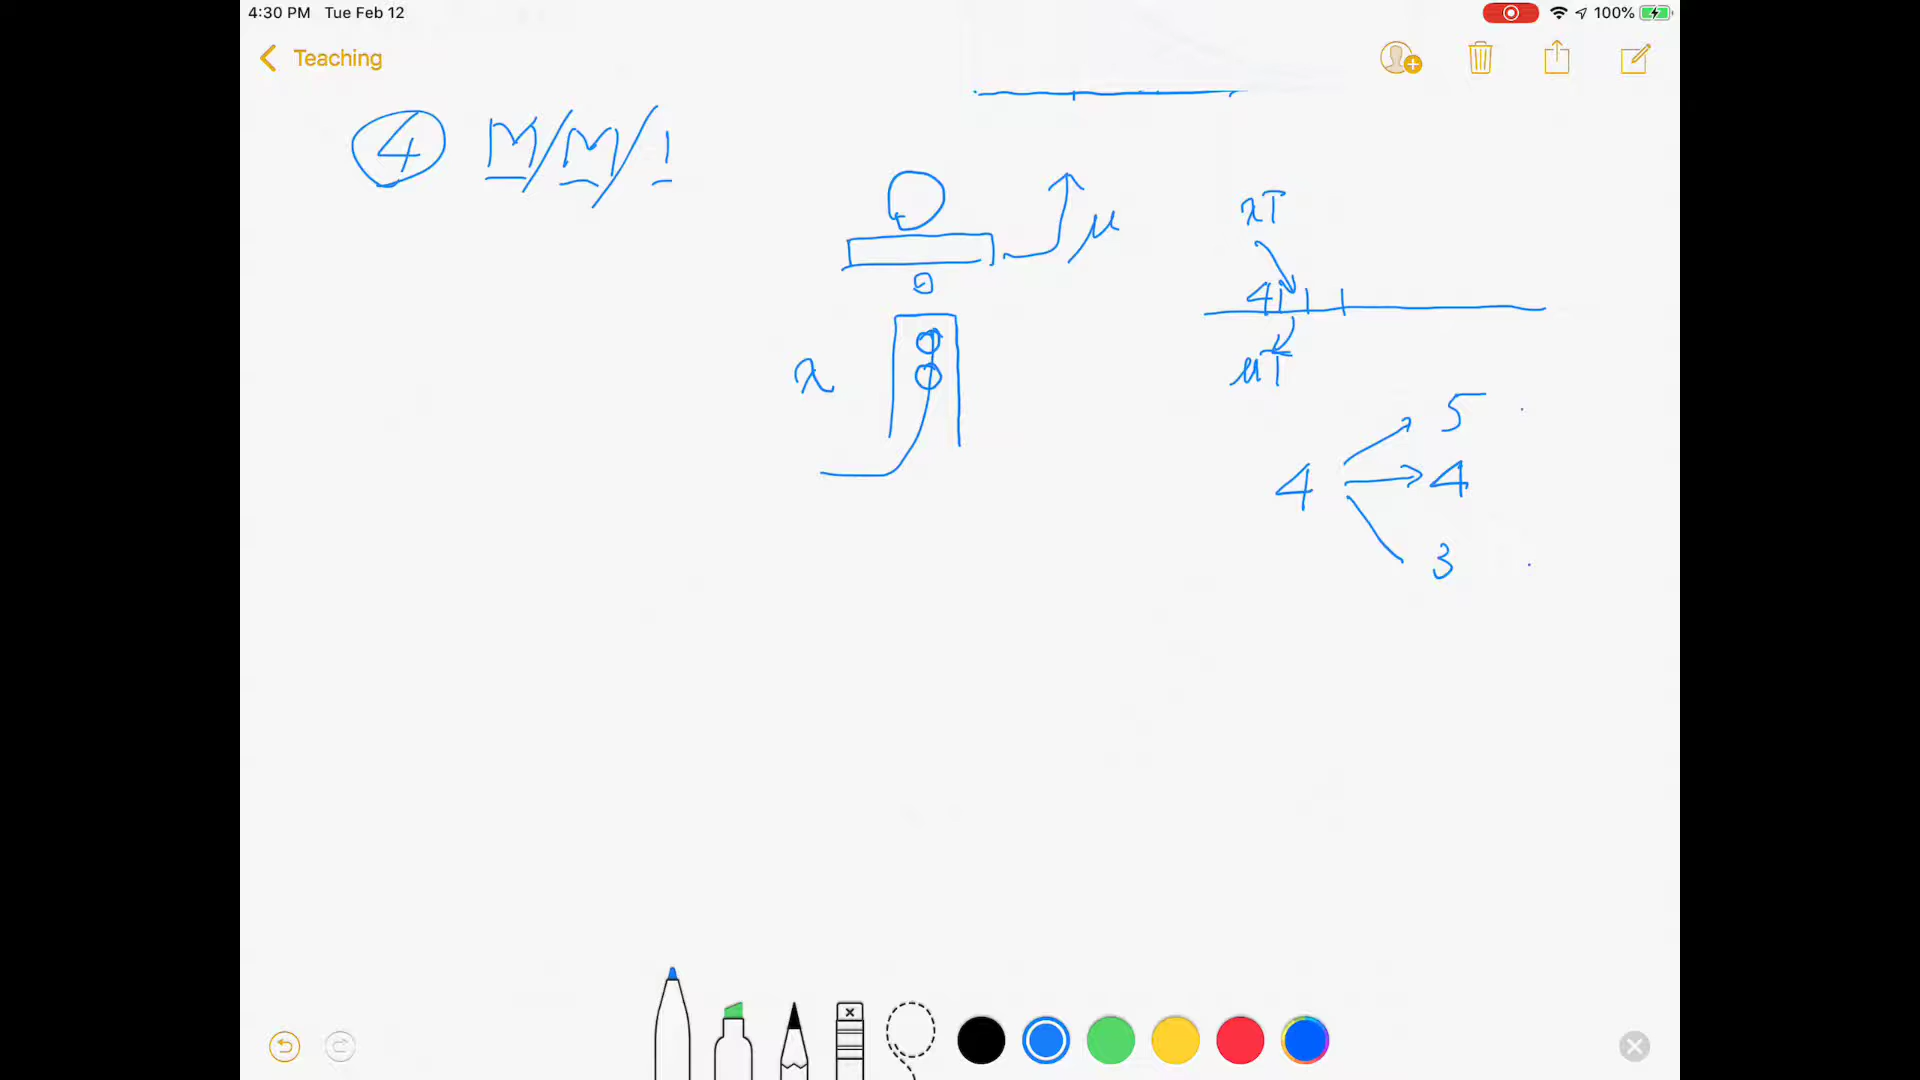 4:30 PM Tue Feb 12
100%
Teaching
4 M/M/1
μ
λT
4
μT
λ
5
4 4
3